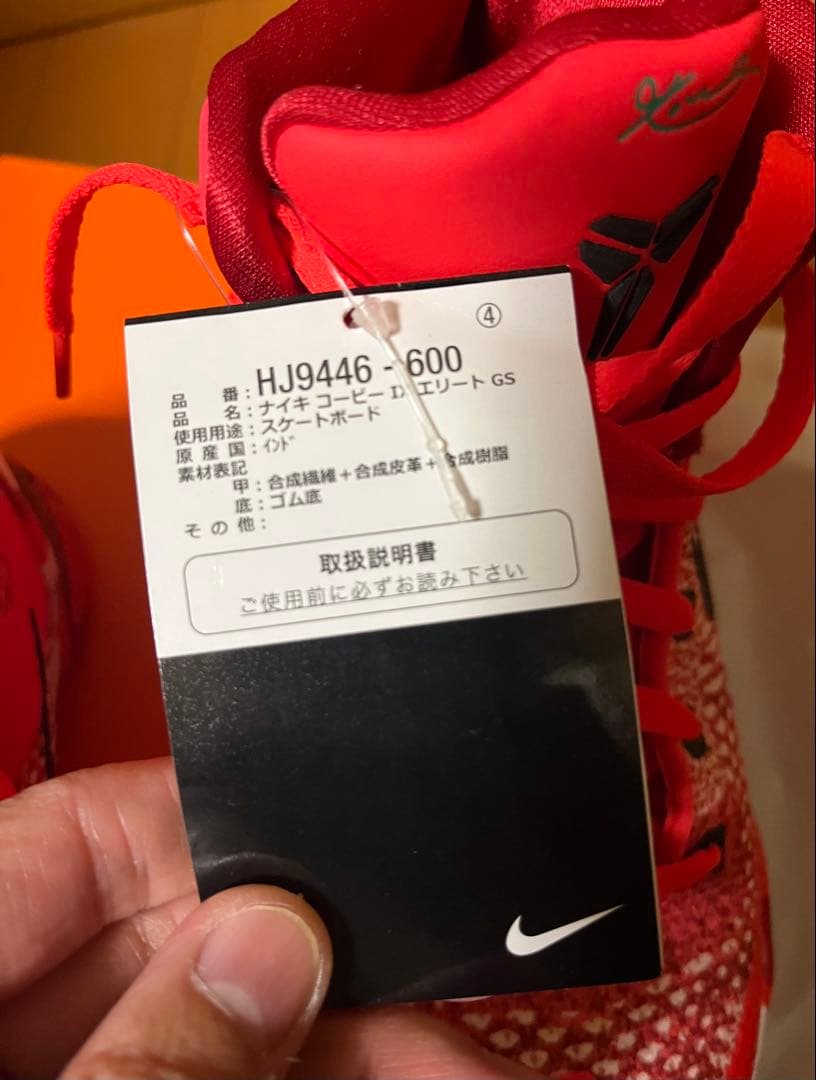 ④
品 番：HJ9446 - 600
品 名：ナイキ コービー IX エリート GS
使用用途：スケートボード
原 産 国：ｲﾝﾄﾞ
素材表記
甲：合成繊維＋合成皮革＋合成樹脂
底：ゴム底
そ の 他：
取扱説明書
ご使用前に必ずお読み下さい